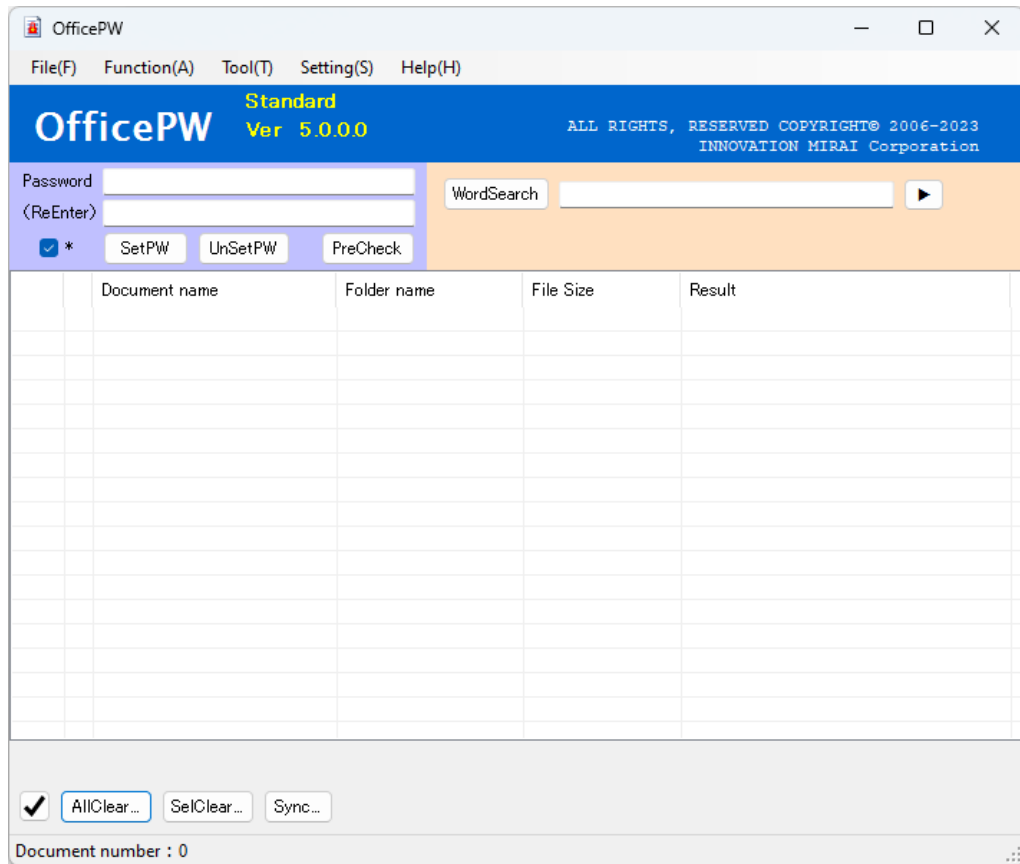 OfficePW
File(F) Function(A) Tool(T) Setting(S) Help(H)
OfficePW
Standard
Ver 5.0.0.0
ALL RIGHTS, RESERVED COPYRIGHT© 2006-2023
INNOVATION MIRAI Corporation
Password
(ReEnter)
* SetPW UnSetPW PreCheck
WordSearch
Document name Folder name File Size Result
AllClear... SelClear... Sync...
Document number : 0